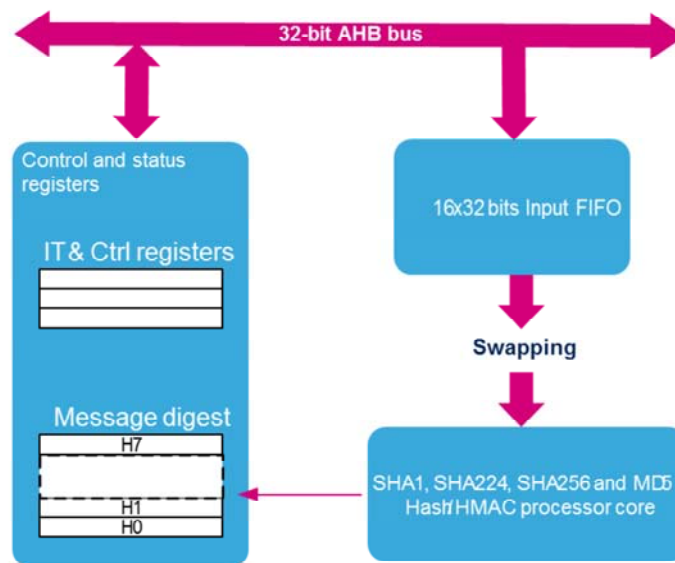 32-bit AHB bus
Control and status
registers
IT & Ctrl registers
Message digest
H7
H1
H0
16x32 bits Input FIFO
Swapping
SHA1, SHA224, SHA256 and MD5
Hash/HMAC processor core